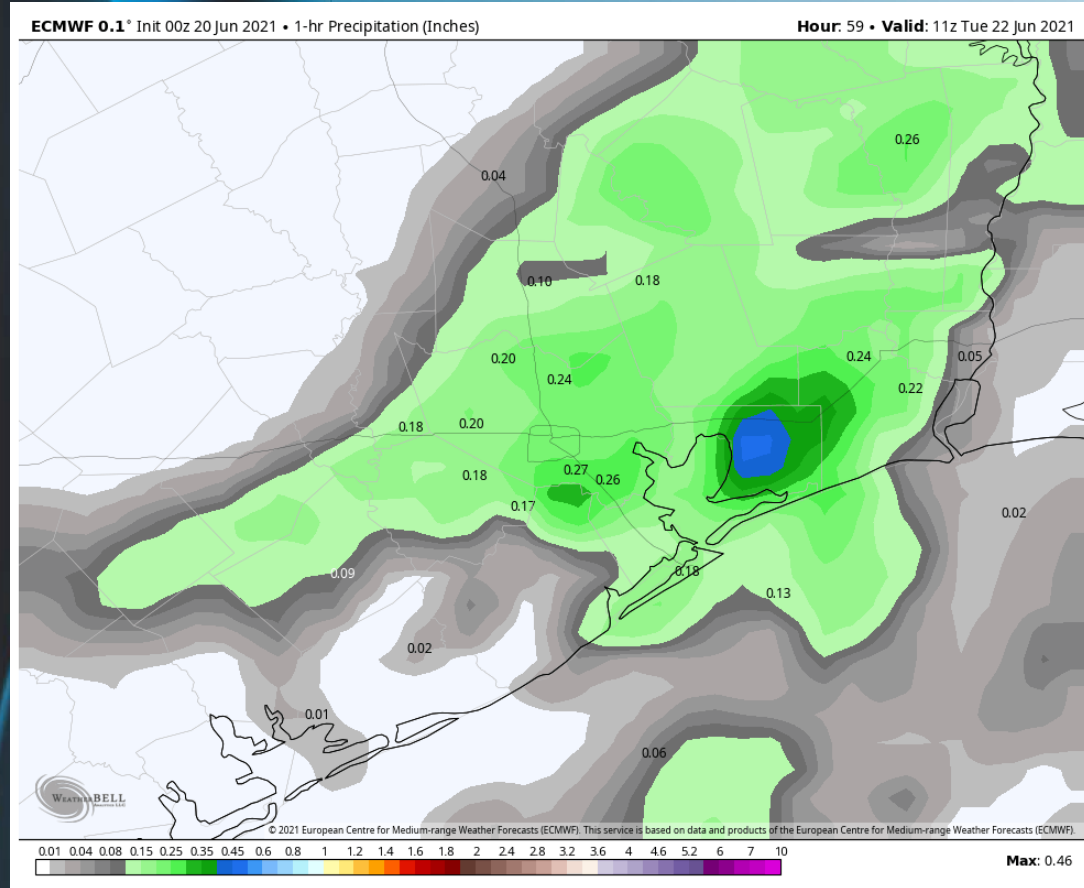 ECMWF 0.1° Init 00z 20 Jun 2021 • 1-hr Precipitation (Inches) Hour: 59 • Valid: 11z Tue 22 Jun 2021
0.26
0.04
0.10 0.18
0.20 0.24 0.05
0.24 0.22
0.18 0.20
0.18 0.27 0.26
0.17 0.02
0.09 0.18
0.13
0.02
0.01
0.06
WEATHERBELL
© 2021 European Centre for Medium-range Weather Forecasts (ECMWF). This service is based on data and products of the European Centre for Medium-range Weather Forecasts (ECMWF).
0.01 0.04 0.08 0.10 0.15 0.25 0.35 0.45 0.6 0.8 1 1.2 1.4 1.6 1.8 2 2.4 2.8 3.2 3.6 4 4.6 5.2 6 7 10 Max: 0.46